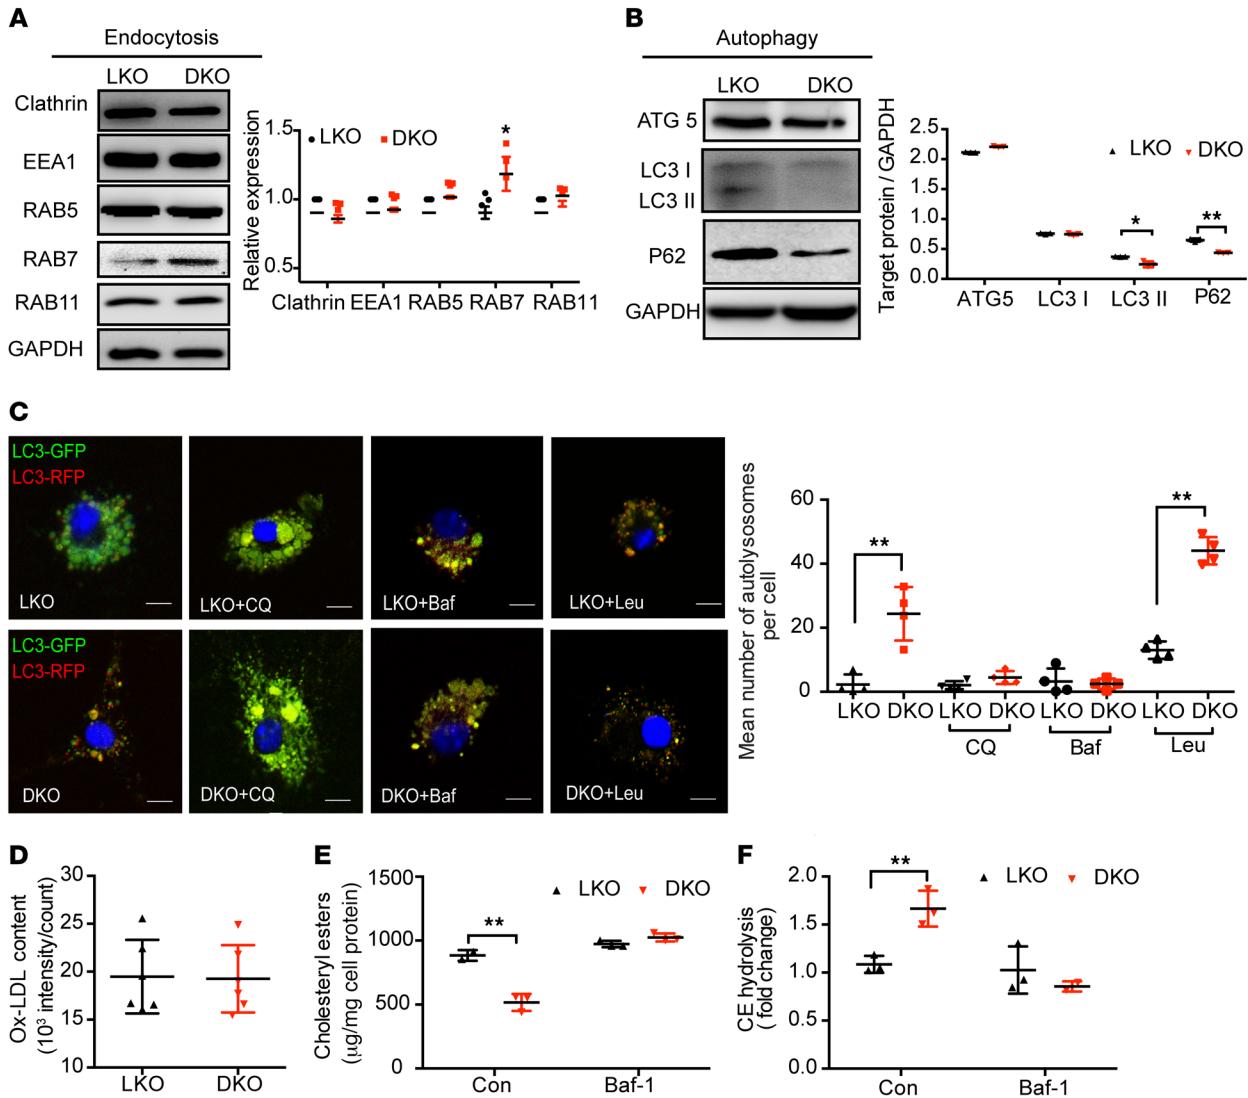 A
Endocytosis
LKO DKO
Clathrin
EEA1
RAB5
RAB7
RAB11
GAPDH
Relative expression
1.5
1.0
0.5
LKO DKO
*
Clathrin EEA1 RAB5 RAB7 RAB11
B
Autophagy
LKO DKO
ATG 5
LC3 I
LC3 II
P62
GAPDH
Target protein / GAPDH
2.5
2.0
1.5
1.0
0.5
0.0
LKO DKO
*
**
ATG5 LC3 I LC3 II P62
C
LC3-GFP
LC3-RFP
LKO
LKO+CQ
LKO+Baf
LKO+Leu
LC3-GFP
LC3-RFP
DKO
DKO+CQ
DKO+Baf
DKO+Leu
Mean number of autolysosomes
per cell
60
40
20
0
**
**
LKO DKO LKO DKO LKO DKO LKO DKO
CQ Baf Leu
D
Ox-LDL content
(10³ intensity/count)
30
25
20
15
10
LKO DKO
E
Cholesteryl esters
(µg/mg cell protein)
1500
1000
500
0
LKO DKO
**
Con Baf-1
F
CE hydrolysis
( fold change)
2.0
1.5
1.0
0.5
0.0
**
LKO DKO
Con Baf-1